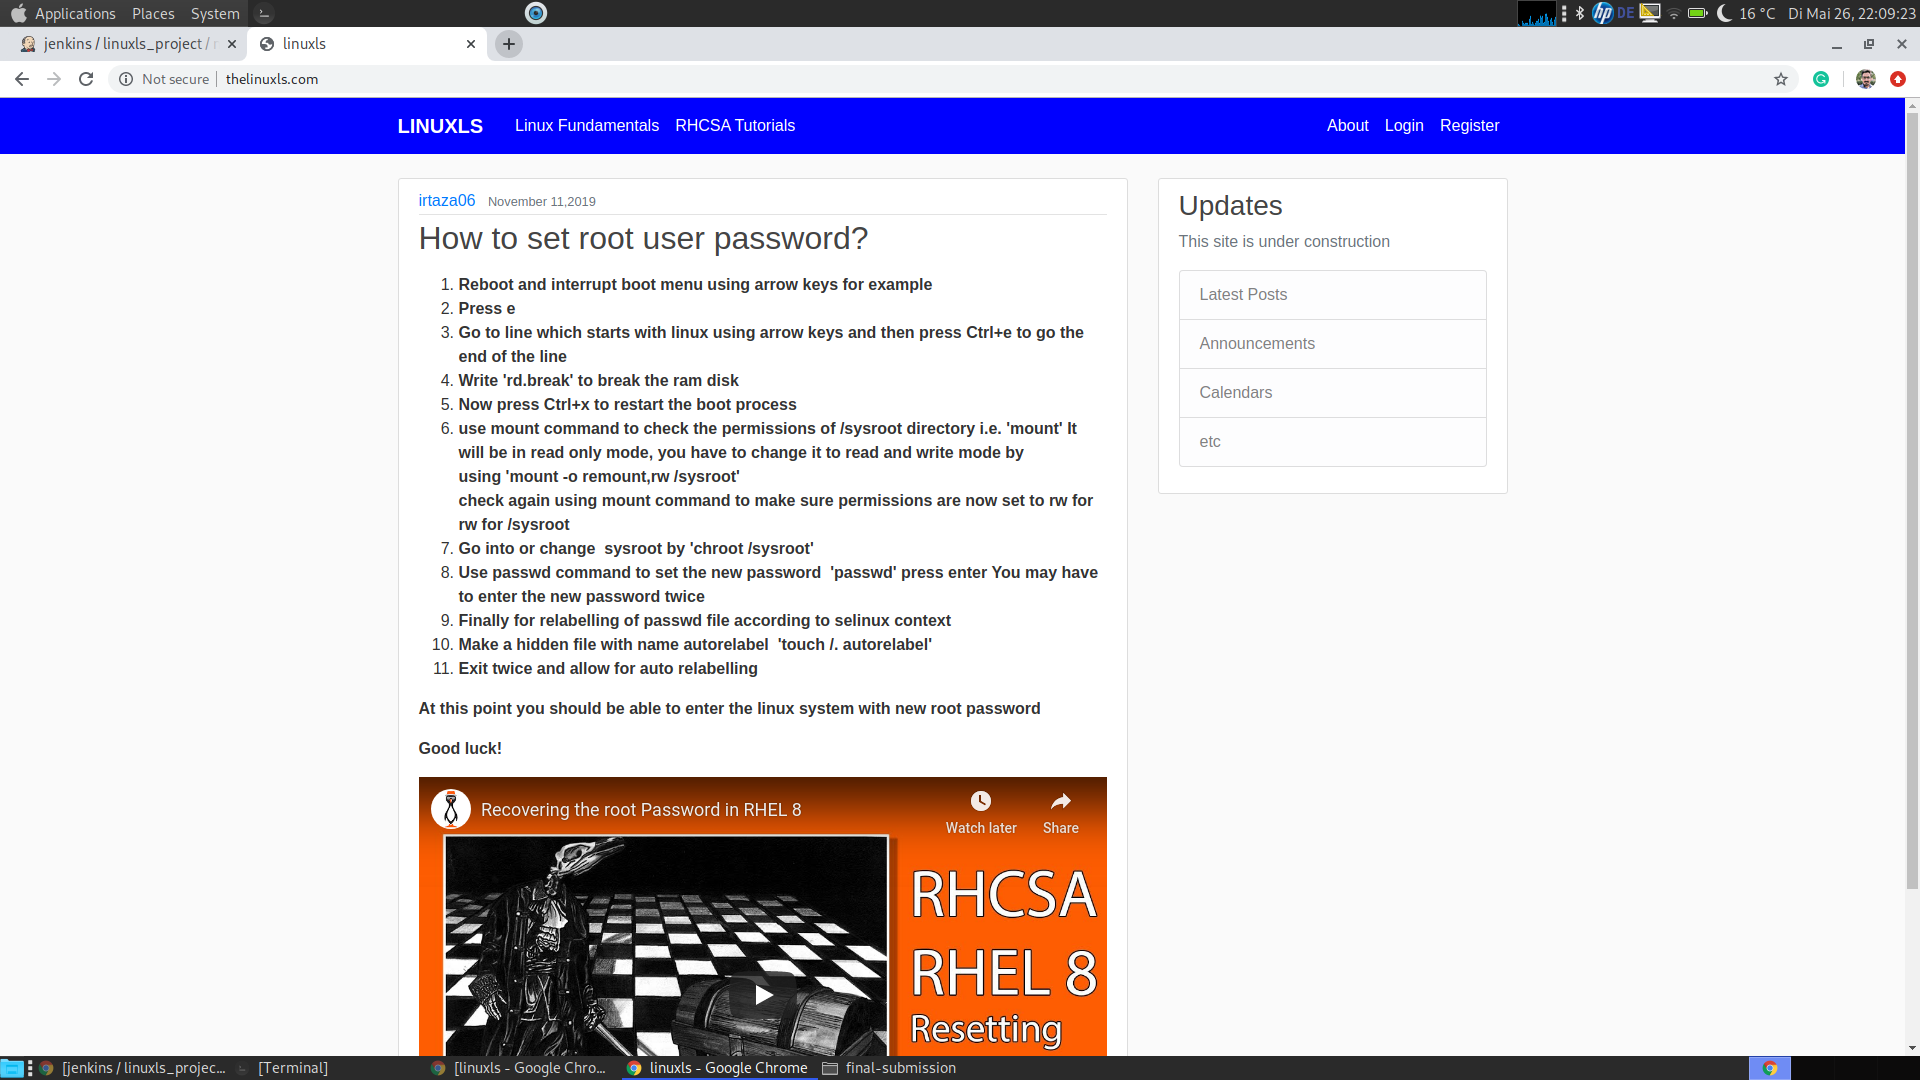 Applications Places System
hp DE 16 °C Di Mai 26, 22:09:23
jenkins / linuxls_project /
linuxls
Not secure | thelinuxls.com
LINUXLS Linux Fundamentals RHCSA Tutorials About Login Register
irtaza06 November 11,2019
How to set root user password?
1. Reboot and interrupt boot menu using arrow keys for example
2. Press e
3. Go to line which starts with linux using arrow keys and then press Ctrl+e to go the
end of the line
4. Write 'rd.break' to break the ram disk
5. Now press Ctrl+x to restart the boot process
6. use mount command to check the permissions of /sysroot directory i.e. 'mount' It
will be in read only mode, you have to change it to read and write mode by
using 'mount -o remount,rw /sysroot'
check again using mount command to make sure permissions are now set to rw for
rw for /sysroot
7. Go into or change  sysroot by 'chroot /sysroot'
8. Use passwd command to set the new password  'passwd' press enter You may have
to enter the new password twice
9. Finally for relabelling of passwd file according to selinux context
10. Make a hidden file with name autorelabel  'touch /. autorelabel'
11. Exit twice and allow for auto relabelling
At this point you should be able to enter the linux system with new root password
Good luck!
Recovering the root Password in RHEL 8
Watch later Share
RHCSA
RHEL 8
Resetting
Updates
This site is under construction
Latest Posts
Announcements
Calendars
etc
[jenkins / linuxls_projec... [Terminal] [linuxls - Google Chro... linuxls - Google Chrome final-submission